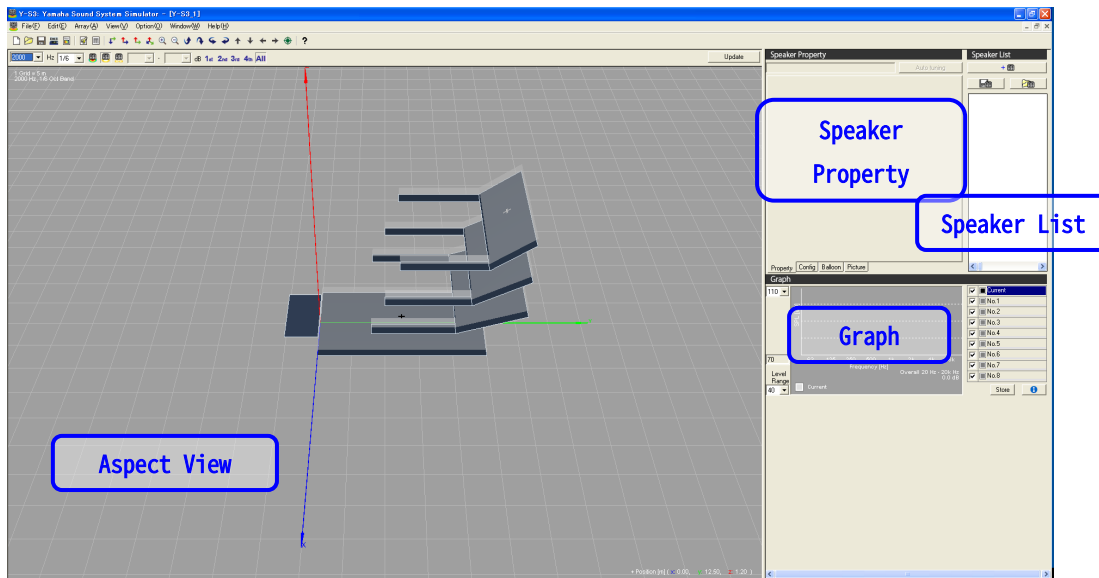 Y-S3: Yamaha Sound System Simulator - [Y-S3_1]
File(F) Edit(E) Array(A) View(V) Option(O) Window(W) Help(H)
2000 Hz 1/6 - dB 1st 2nd 3rd 4th All Update
1 Grid = 5 m
2000 Hz, 1/6 Oct Band
Speaker Property
Auto tuning
Speaker List
+
Speaker
Property
Speaker List
Property Config Balloon Picture
Graph
110
Graph
70
Frequency [Hz]
Overall 20 Hz - 20k Hz
0.0 dB
Level
Range
40
Current
Current
No.1
No.2
No.3
No.4
No.5
No.6
No.7
No.8
Store
Aspect View
X
+ Position [m] ( X: 0.00, 12.50, Z: 1.20 )